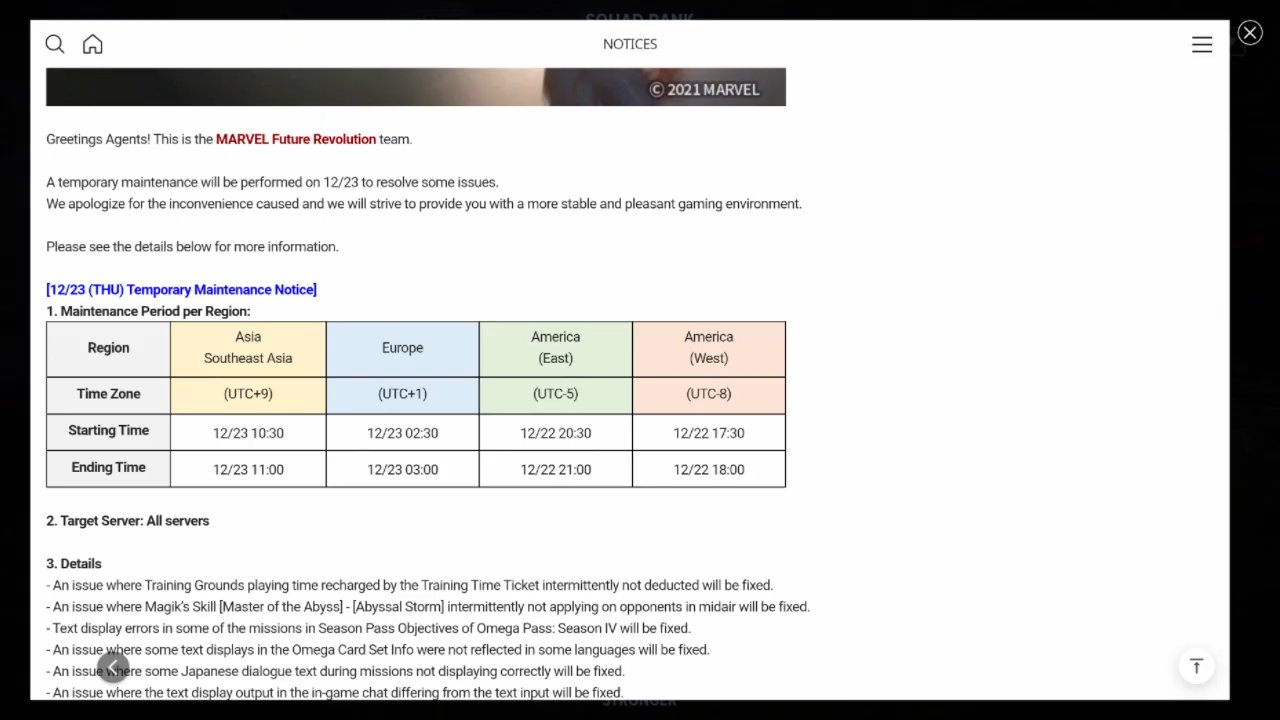 SQUAD RANK
NOTICES
© 2021 MARVEL
Greetings Agents! This is the MARVEL Future Revolution team.
A temporary maintenance will be performed on 12/23 to resolve some issues.
We apologize for the inconvenience caused and we will strive to provide you with a more stable and pleasant gaming environment.
Please see the details below for more information.
[12/23 (THU) Temporary Maintenance Notice]
1. Maintenance Period per Region:
Region | Asia Southeast Asia | Europe | America (East) | America (West)
Time Zone | (UTC+9) | (UTC+1) | (UTC-5) | (UTC-8)
Starting Time | 12/23 10:30 | 12/23 02:30 | 12/22 20:30 | 12/22 17:30
Ending Time | 12/23 11:00 | 12/23 03:00 | 12/22 21:00 | 12/22 18:00
2. Target Server: All servers
3. Details
- An issue where Training Grounds playing time recharged by the Training Time Ticket intermittently not deducted will be fixed.
- An issue where Magik's Skill [Master of the Abyss] - [Abyssal Storm] intermittently not applying on opponents in midair will be fixed.
- Text display errors in some of the missions in Season Pass Objectives of Omega Pass: Season IV will be fixed.
- An issue where some text displays in the Omega Card Set Info were not reflected in some languages will be fixed.
- An issue where some Japanese dialogue text during missions not displaying correctly will be fixed.
- An issue where the text display output in the in-game chat differing from the text input will be fixed.
STRONGER